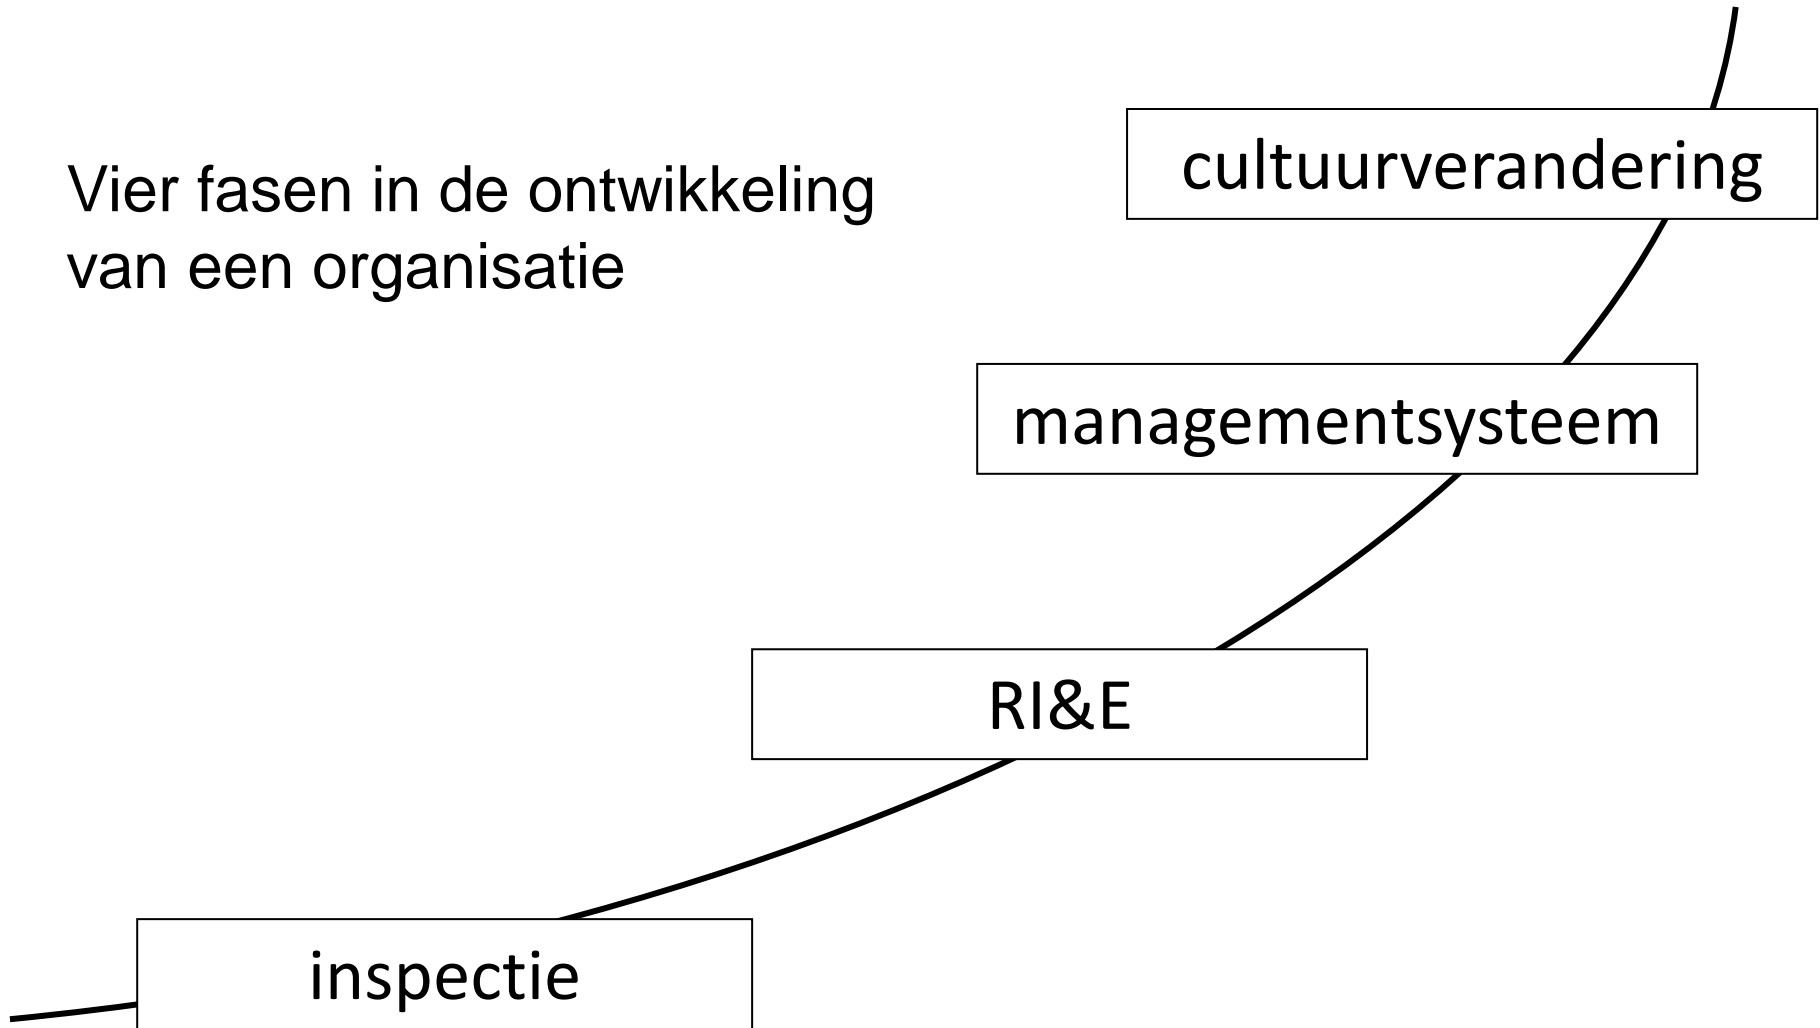 Vier fasen in de ontwikkeling
van een organisatie
cultuurverandering
managementsysteem
RI&E
inspectie